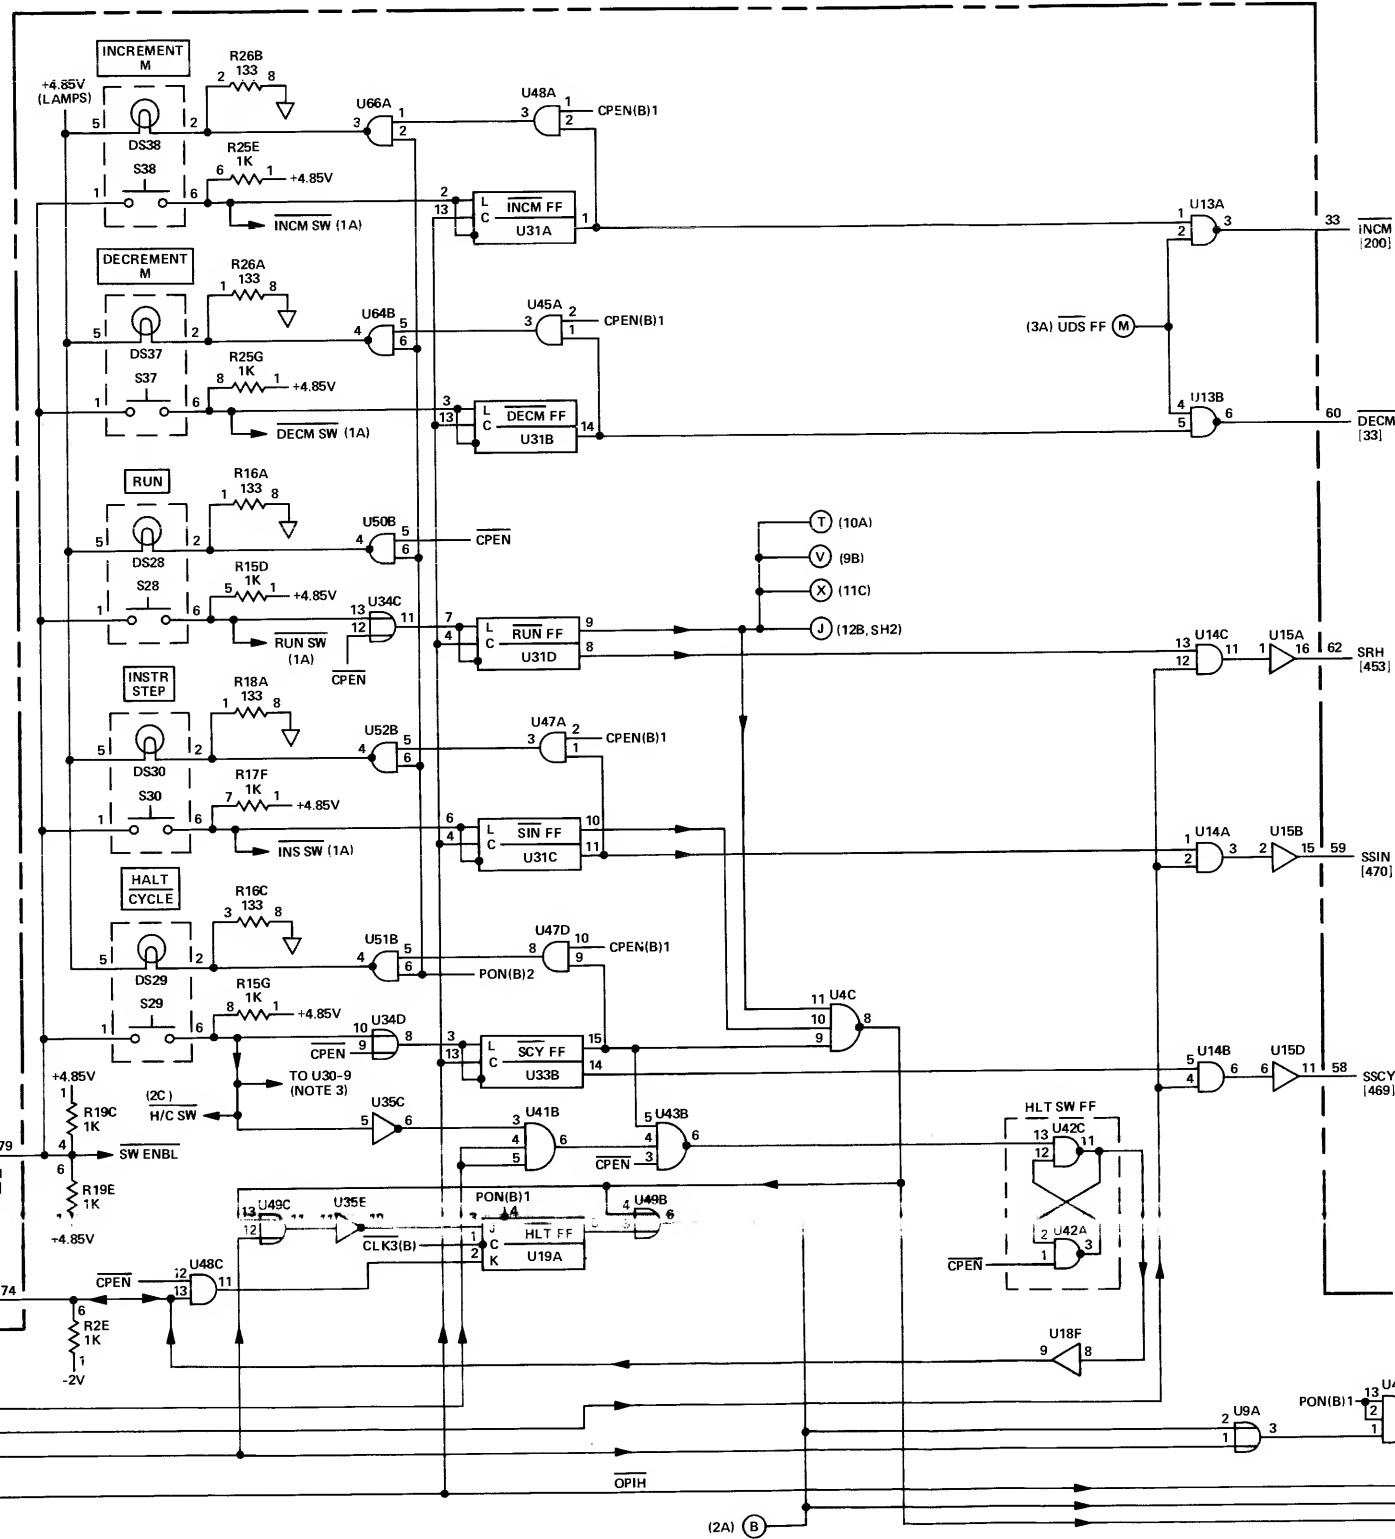 INCREMENT
M
+4.85V
(LAMPS)
R26B
133
2 8
5 2
DS38
S38
1 6
U66A
3 1
2
U48A
3 1
2
CPEN(B)1
R25E
1K
6 1 +4.85V
INCM SW (1A)
2 L
13 C
INCM FF
U31A
1
U13A
1
2 3
33 INCM
[200]
DECREMENT
M
R26A
133
1 8
5 2
DS37
S37
1 6
U64B
4 5
6
U45A
3 2
1
CPEN(B)1
(3A) UDS FF M
R25G
1K
8 1 +4.85V
DECM SW (1A)
3 L
13 C
DECM FF
U31B
14
U13B
4
5 6
60 DECM
[33]
RUN
R16A
133
1 8
5 2
DS28
S28
1 6
U50B
4 5
6
CPEN
T (10A)
V (9B)
X (11C)
J (12B, SH2)
R15D
1K
5 1 +4.85V
RUN SW
(1A)
U34C
13
12 11
CPEN
7 L
4 C
RUN FF
U31D
9
8
U14C
13
12 11
U15A
1 16
62 SRH
[453]
INSTR
STEP
R18A
133
1 8
5 2
DS30
S30
1 6
U52B
4 5
6
U47A
3 2
1
CPEN(B)1
R17F
1K
7 1 +4.85V
INS SW (1A)
6 L
4 C
SIN FF
U31C
10
11
U14A
1
2 3
U15B
2 15
59 SSIN
[470]
HALT
CYCLE
R16C
133
3 8
5 2
DS29
S29
1 6
U51B
4 5
6
PON(B)2
U47D
8 10
9
CPEN(B)1
R15G
1K
8 1 +4.85V
U34D
10
9 8
CPEN
3 L
13 C
SCY FF
U33B
15
14
U4C
11
10
9 8
U14B
5
4 6
U15D
6 11
58 SSCY
[469]
TO U30-9
(NOTE 3)
(2C)
H/C SW
+4.85V
1
R19C
1K
79 4 SW ENBL
6
R19E
1K
+4.85V
U35C
5 6
U41B
3
4
5 6
U43B
5
4
3 6
CPEN
HLT SW FF
U42C
13
12 11
U42A
2
1 3
CPEN
U49C
13
12
U35E
PON(B)1
4
J
1 C
2 K
CLK3(B)
HLT FF
U19A
U49B
4
6
CPEN
U48C
12
13 11
74
6
R2E
1K
1
-2V
U18F
9 8
PON(B)1 13
2
1
U9A
2
1 3
OPIH
(2A) B